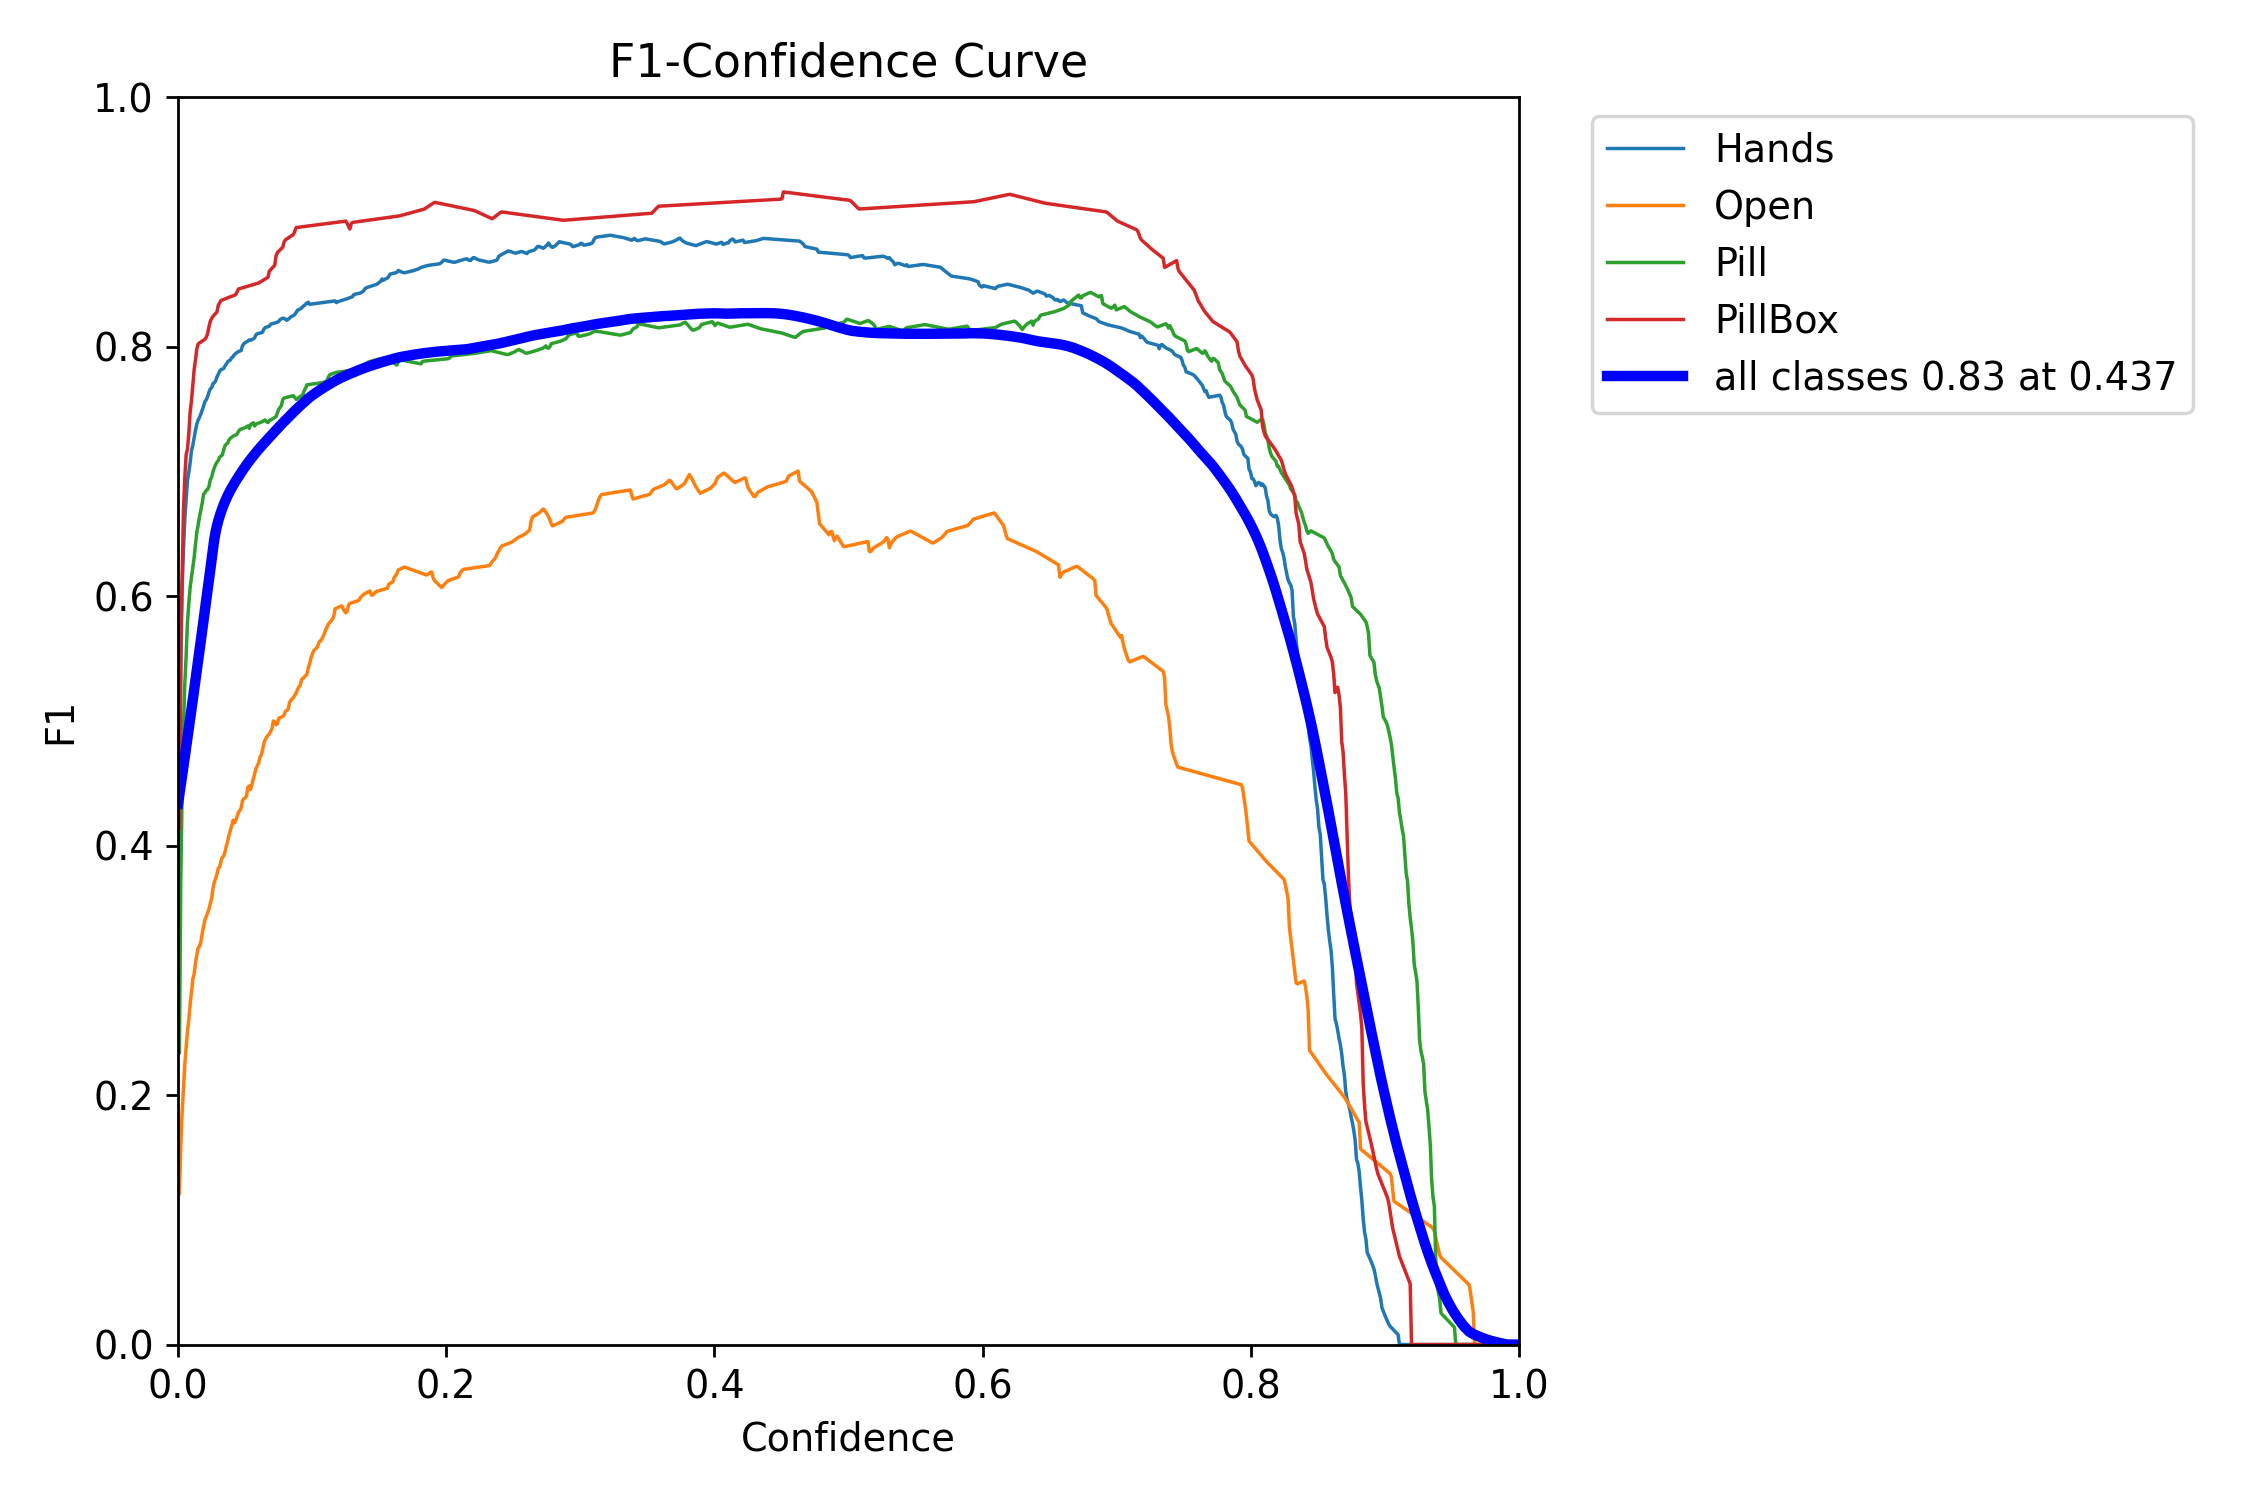 F1-Confidence Curve
1.0
0.8
0.6
0.4
0.2
0.0
F1
0.0 0.2 0.4 0.6 0.8 1.0
Confidence
Hands
Open
Pill
PillBox
all classes 0.83 at 0.437